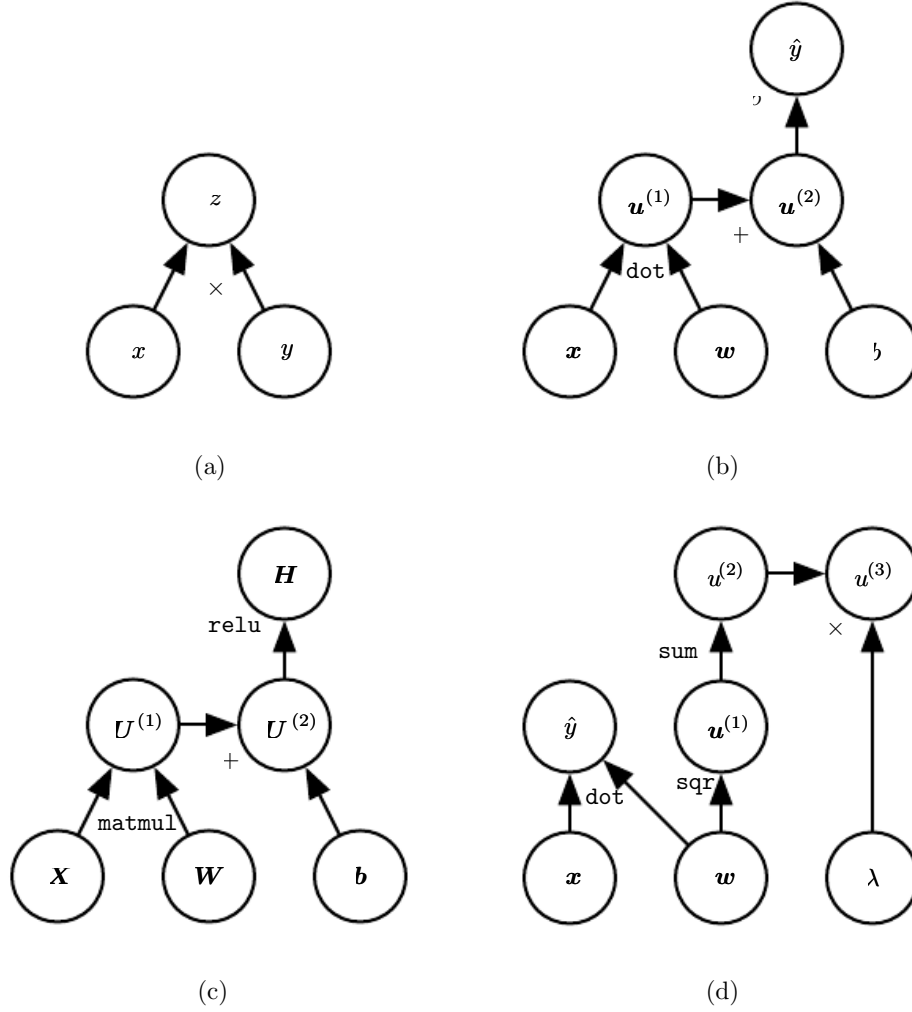 ŷ
z
u^(1)
u^(2)
+
dot
×
x
y
x
w
(a)
(b)
H
u^(2)
u^(3)
relu
×
sum
U^(1)
U^(2)
ŷ
u^(1)
+
sqr
dot
matmul
X
W
b
x
w
λ
(c)
(d)